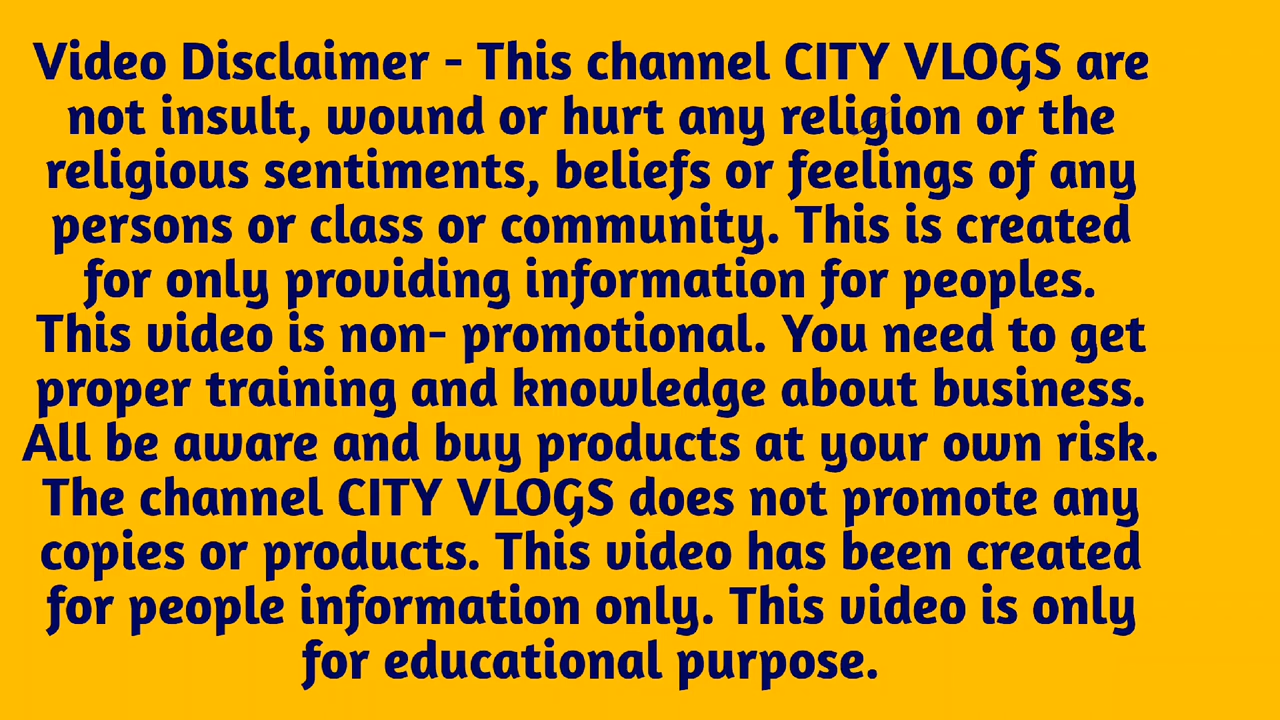 Video Disclaimer - This channel CITY VLOGS are
not insult, wound or hurt any religion or the
religious sentiments, beliefs or feelings of any
persons or class or community. This is created
for only providing information for peoples.
This video is non- promotional. You need to get
proper training and knowledge about business.
All be aware and buy products at your own risk.
The channel CITY VLOGS does not promote any
copies or products. This video has been created
for people information only. This video is only
for educational purpose.